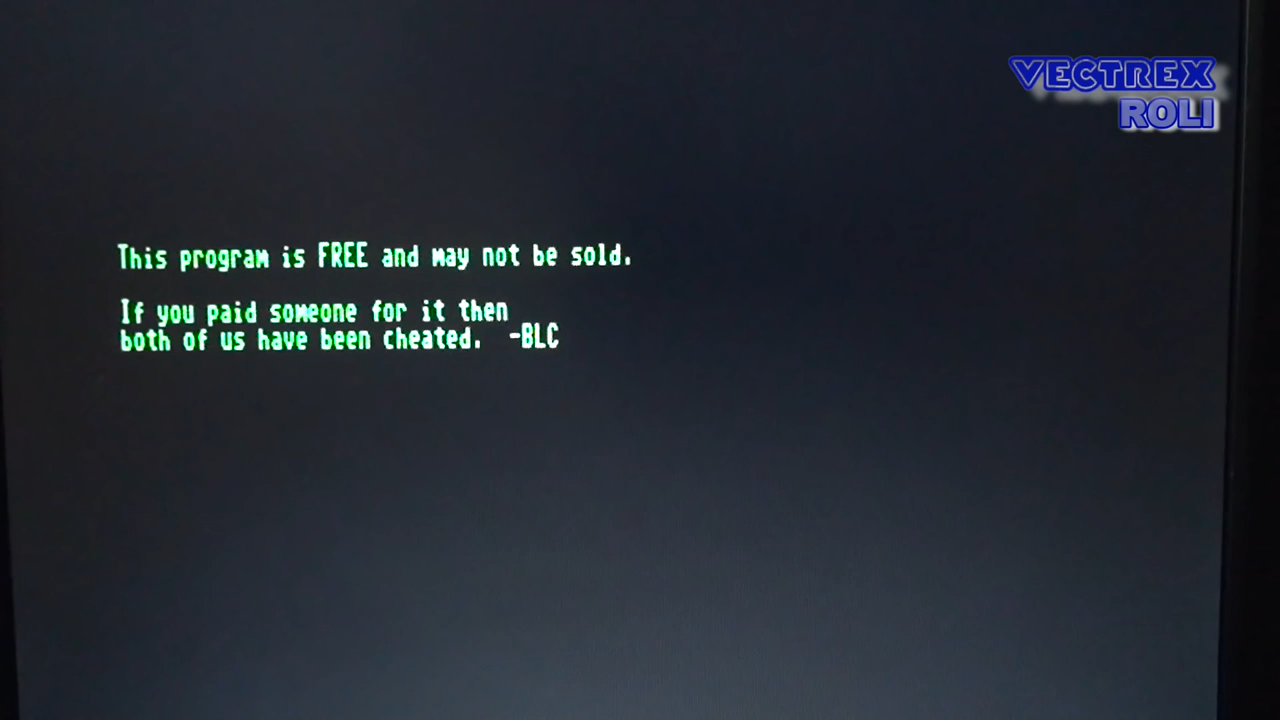 VECTREX
ROLI
This program is FREE and may not be sold.
If you paid someone for it then
both of us have been cheated. -BLC